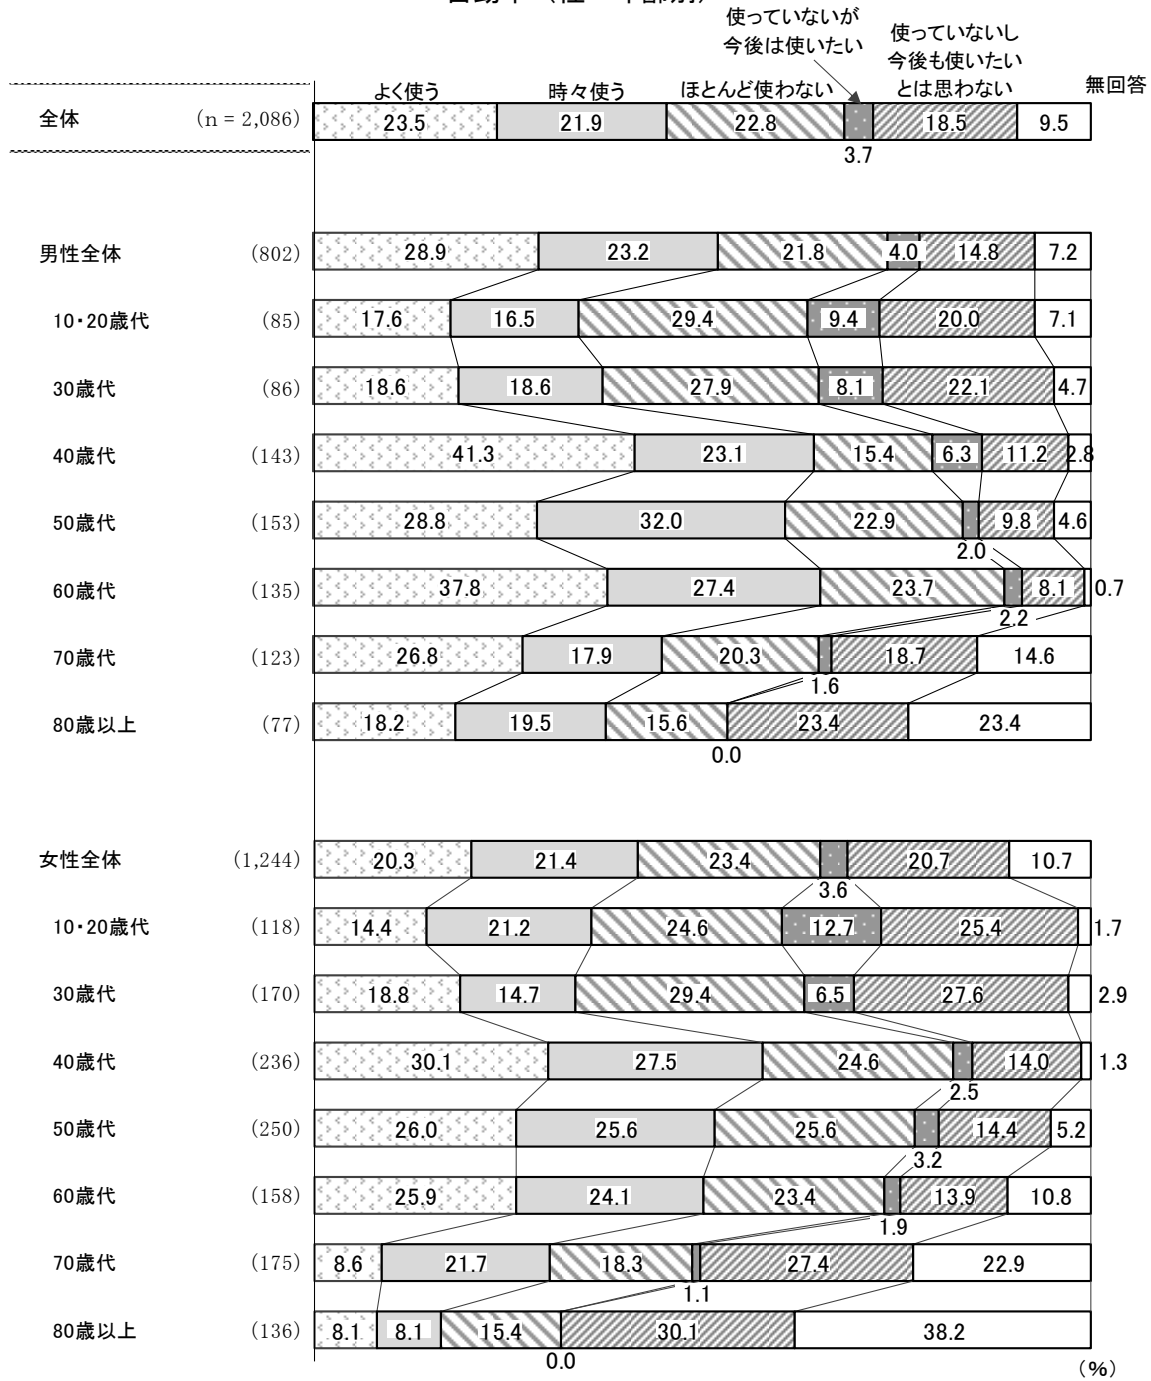 使っていないが
今後は使いたい
使っていないし
今後も使いたい
とは思わない
よく使う 時々使う ほとんど使わない 無回答
全体 (n = 2,086) 23.5 21.9 22.8 18.5 9.5
3.7
男性全体 (802) 28.9 23.2 21.8 4.0 14.8 7.2
10・20歳代 (85) 17.6 16.5 29.4 9.4 20.0 7.1
30歳代 (86) 18.6 18.6 27.9 8.1 22.1 4.7
40歳代 (143) 41.3 23.1 15.4 6.3 11.2 2.8
50歳代 (153) 28.8 32.0 22.9 9.8 4.6
2.0
60歳代 (135) 37.8 27.4 23.7 8.1 0.7
2.2
70歳代 (123) 26.8 17.9 20.3 18.7 14.6
1.6
80歳以上 (77) 18.2 19.5 15.6 23.4 23.4
0.0
女性全体 (1,244) 20.3 21.4 23.4 20.7 10.7
3.6
10・20歳代 (118) 14.4 21.2 24.6 12.7 25.4 1.7
30歳代 (170) 18.8 14.7 29.4 6.5 27.6 2.9
40歳代 (236) 30.1 27.5 24.6 14.0 1.3
2.5
50歳代 (250) 26.0 25.6 25.6 14.4 5.2
3.2
60歳代 (158) 25.9 24.1 23.4 13.9 10.8
1.9
70歳代 (175) 8.6 21.7 18.3 27.4 22.9
1.1
80歳以上 (136) 8.1 8.1 15.4 30.1 38.2
0.0
(%)